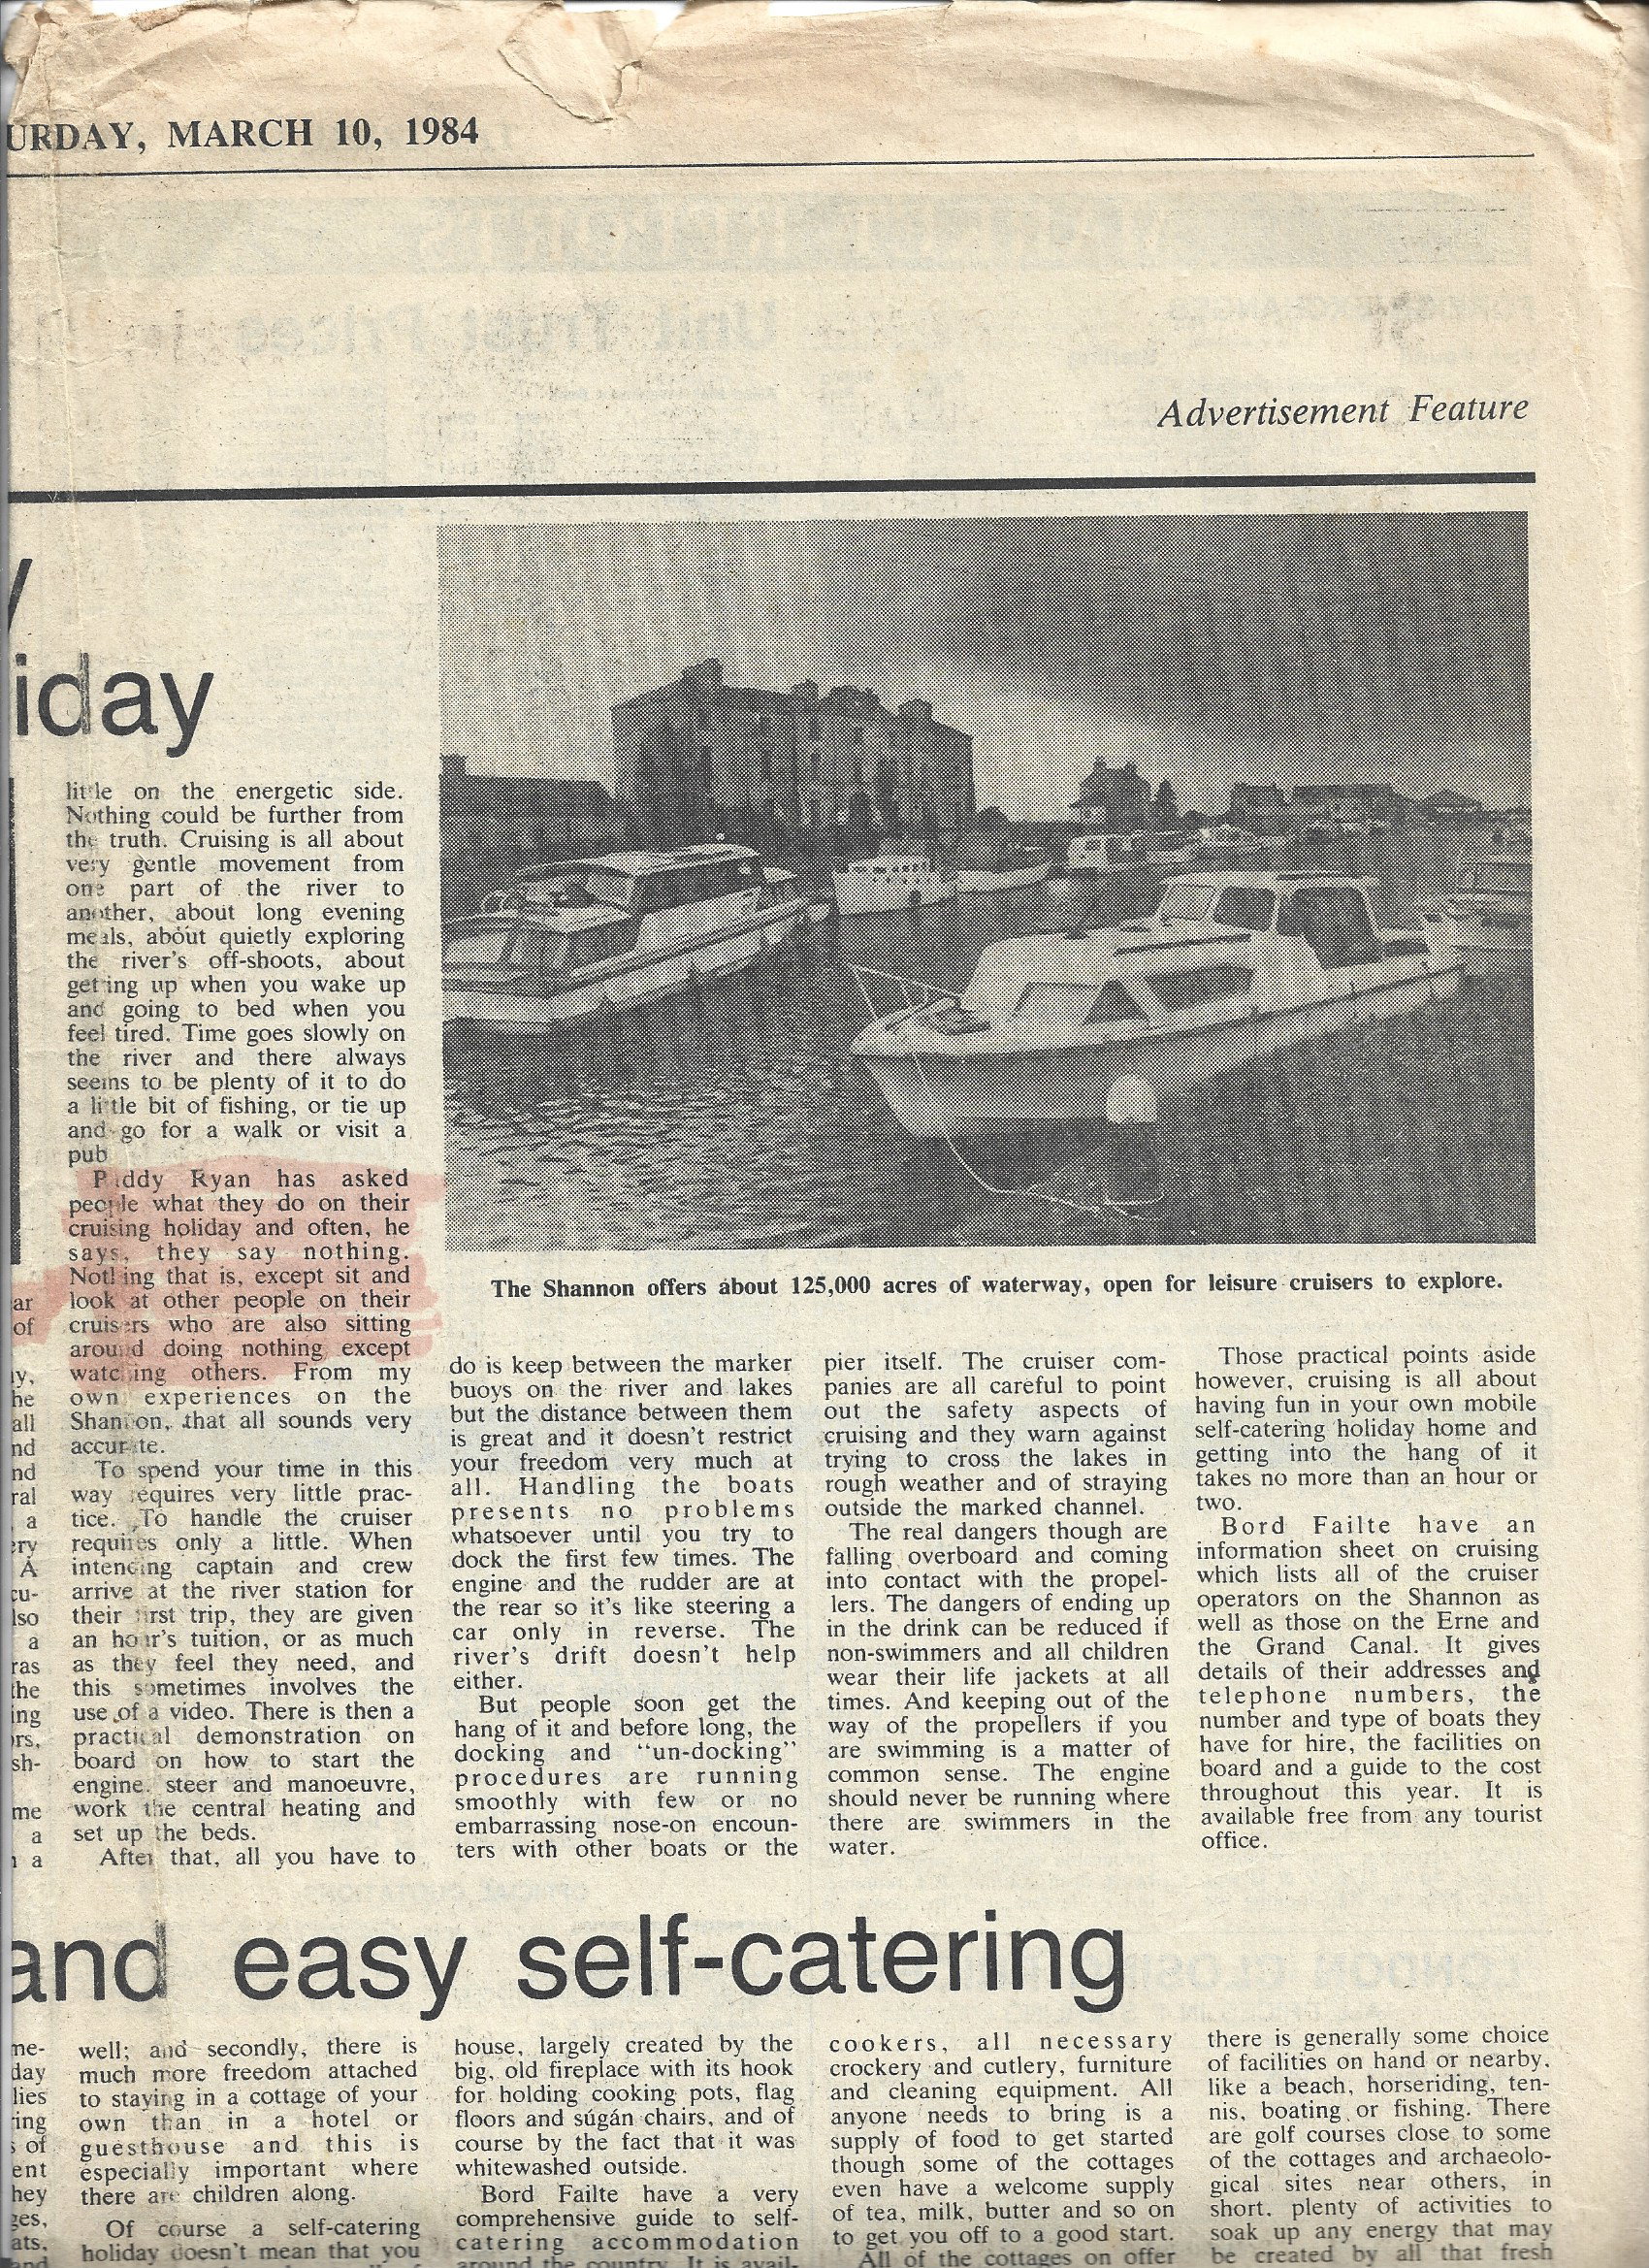 URDAY, MARCH 10, 1984
Advertisement Feature
y
iday
little on the energetic side.
Nothing could be further from
the truth. Cruising is all about
very gentle movement from
one part of the river to
another, about long evening
meals, about quietly exploring
the river's off-shoots, about
getting up when you wake up
and going to bed when you
feel tired. Time goes slowly on
the river and there always
seems to be plenty of it to do
a little bit of fishing, or tie up
and go for a walk or visit a
pub
Paddy Ryan has asked
people what they do on their
cruising holiday and often, he
says, they say nothing.
Nothing that is, except sit and
look at other people on their
cruisers who are also sitting
around doing nothing except
watching others. From my
own experiences on the
Shannon, that all sounds very
accurate.
To spend your time in this
way requires very little prac-
tice. To handle the cruiser
requires only a little. When
intending captain and crew
arrive at the river station for
their first trip, they are given
an hour's tuition, or as much
as they feel they need, and
this sometimes involves the
use of a video. There is then a
practical demonstration on
board on how to start the
engine, steer and manoeuvre,
work the central heating and
set up the beds.
After that, all you have to
The Shannon offers about 125,000 acres of waterway, open for leisure cruisers to explore.
do is keep between the marker
buoys on the river and lakes
but the distance between them
is great and it doesn't restrict
your freedom very much at
all. Handling the boats
presents no problems
whatsoever until you try to
dock the first few times. The
engine and the rudder are at
the rear so it's like steering a
car only in reverse. The
river's drift doesn't help
either.
But people soon get the
hang of it and before long, the
docking and "un-docking"
procedures are running
smoothly with few or no
embarrassing nose-on encoun-
ters with other boats or the
pier itself. The cruiser com-
panies are all careful to point
out the safety aspects of
cruising and they warn against
trying to cross the lakes in
rough weather and of straying
outside the marked channel.
The real dangers though are
falling overboard and coming
into contact with the propel-
lers. The dangers of ending up
in the drink can be reduced if
non-swimmers and all children
wear their life jackets at all
times. And keeping out of the
way of the propellers if you
are swimming is a matter of
common sense. The engine
should never be running where
there are swimmers in the
water.
Those practical points aside
however, cruising is all about
having fun in your own mobile
self-catering holiday home and
getting into the hang of it
takes no more than an hour or
two.
Bord Failte have an
information sheet on cruising
which lists all of the cruiser
operators on the Shannon as
well as those on the Erne and
the Grand Canal. It gives
details of their addresses and
telephone numbers, the
number and type of boats they
have for hire, the facilities on
board and a guide to the cost
throughout this year. It is
available free from any tourist
office.
ar
of
ly,
he
all
nd
nd
ral
a
ery
A
cu-
lso
a
ras
the
ing
ors,
sh-
me
a
n a
and easy self-catering
me-
day
lies
ring
s of
ent
hey
ges,
ats,
and
well; and secondly, there is
much more freedom attached
to staying in a cottage of your
own than in a hotel or
guesthouse and this is
especially important where
there are children along.
Of course a self-catering
holiday doesn't mean that you
house, largely created by the
big, old fireplace with its hook
for holding cooking pots, flag
floors and súgán chairs, and of
course by the fact that it was
whitewashed outside.
Bord Failte have a very
comprehensive guide to self-
catering accommodation
around the country. It is avail-
cookers, all necessary
crockery and cutlery, furniture
and cleaning equipment. All
anyone needs to bring is a
supply of food to get started
though some of the cottages
even have a welcome supply
of tea, milk, butter and so on
to get you off to a good start.
All of the cottages on offer
there is generally some choice
of facilities on hand or nearby,
like a beach, horseriding, ten-
nis, boating or fishing. There
are golf courses close to some
of the cottages and archaeolo-
gical sites near others, in
short, plenty of activities to
soak up any energy that may
be created by all that fresh